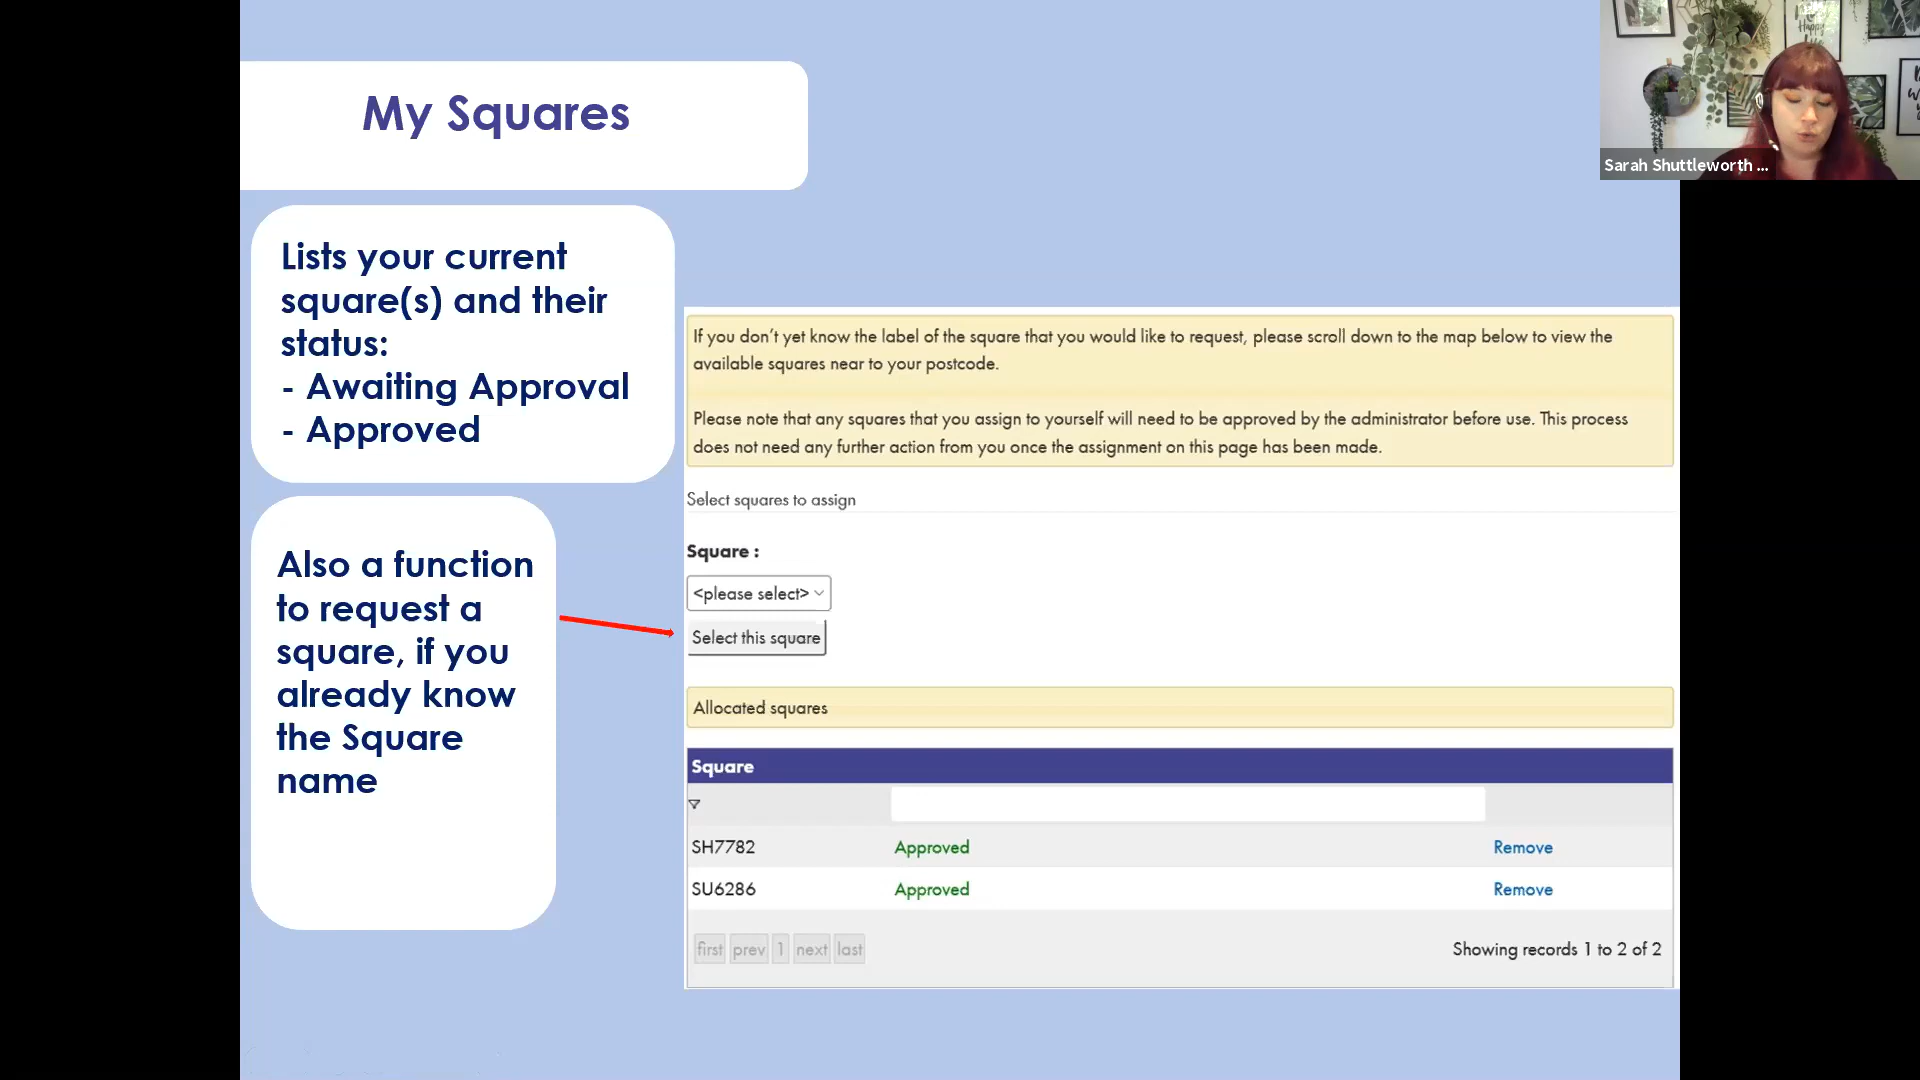 My Squares
Lists your current
square(s) and their
status:
- Awaiting Approval
- Approved
Also a function
to request a
square, if you
already know
the Square
name
If you don't yet know the label of the square that you would like to request, please scroll down to the map below to view the
available squares near to your postcode.
Please note that any squares that you assign to yourself will need to be approved by the administrator before use. This process
does not need any further action from you once the assignment on this page has been made.
Select squares to assign
Square :
<please select>
Select this square
Allocated squares
Square
SH7782 Approved Remove
SU6286 Approved Remove
first prev 1 next last Showing records 1 to 2 of 2
Sarah Shuttleworth ...